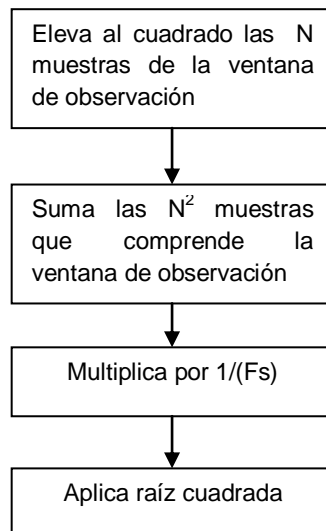 Eleva al cuadrado las N
muestras de la ventana
de observación
Suma las N² muestras
que comprende la
ventana de observación
Multiplica por 1/(Fs)
Aplica raíz cuadrada